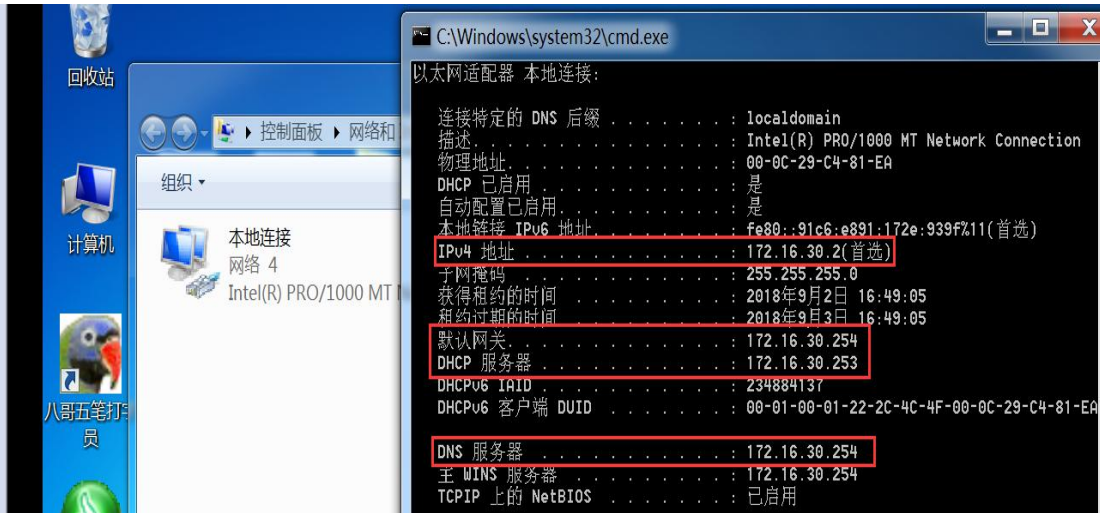 回收站
计算机
八哥五笔打字
员
控制面板 网络和
组织
本地连接
网络 4
Intel(R) PRO/1000 MT
C:\Windows\system32\cmd.exe
以太网适配器 本地连接:
连接特定的 DNS 后缀 . . . . . . . : localdomain
描述. . . . . . . . . . . . . . . : Intel(R) PRO/1000 MT Network Connection
物理地址. . . . . . . . . . . . . : 00-0C-29-C4-81-EA
DHCP 已启用 . . . . . . . . . . . : 是
自动配置已启用. . . . . . . . . . : 是
本地链接 IPv6 地址. . . . . . . . : fe80::91c6:e891:172e:939f%11(首选)
IPv4 地址 . . . . . . . . . . . . : 172.16.30.2(首选)
子网掩码 . . . . . . . . . . . . : 255.255.255.0
获得租约的时间 . . . . . . . . . : 2018年9月2日 16:49:05
租约过期的时间 . . . . . . . . . : 2018年9月3日 16:49:05
默认网关. . . . . . . . . . . . . : 172.16.30.254
DHCP 服务器 . . . . . . . . . . . : 172.16.30.253
DHCPv6 IAID . . . . . . . . . . . : 234884137
DHCPv6 客户端 DUID . . . . . . . : 00-01-00-01-22-2C-4C-4F-00-0C-29-C4-81-EA
DNS 服务器 . . . . . . . . . . . : 172.16.30.254
主 WINS 服务器 . . . . . . . . . : 172.16.30.254
TCPIP 上的 NetBIOS . . . . . . . : 已启用